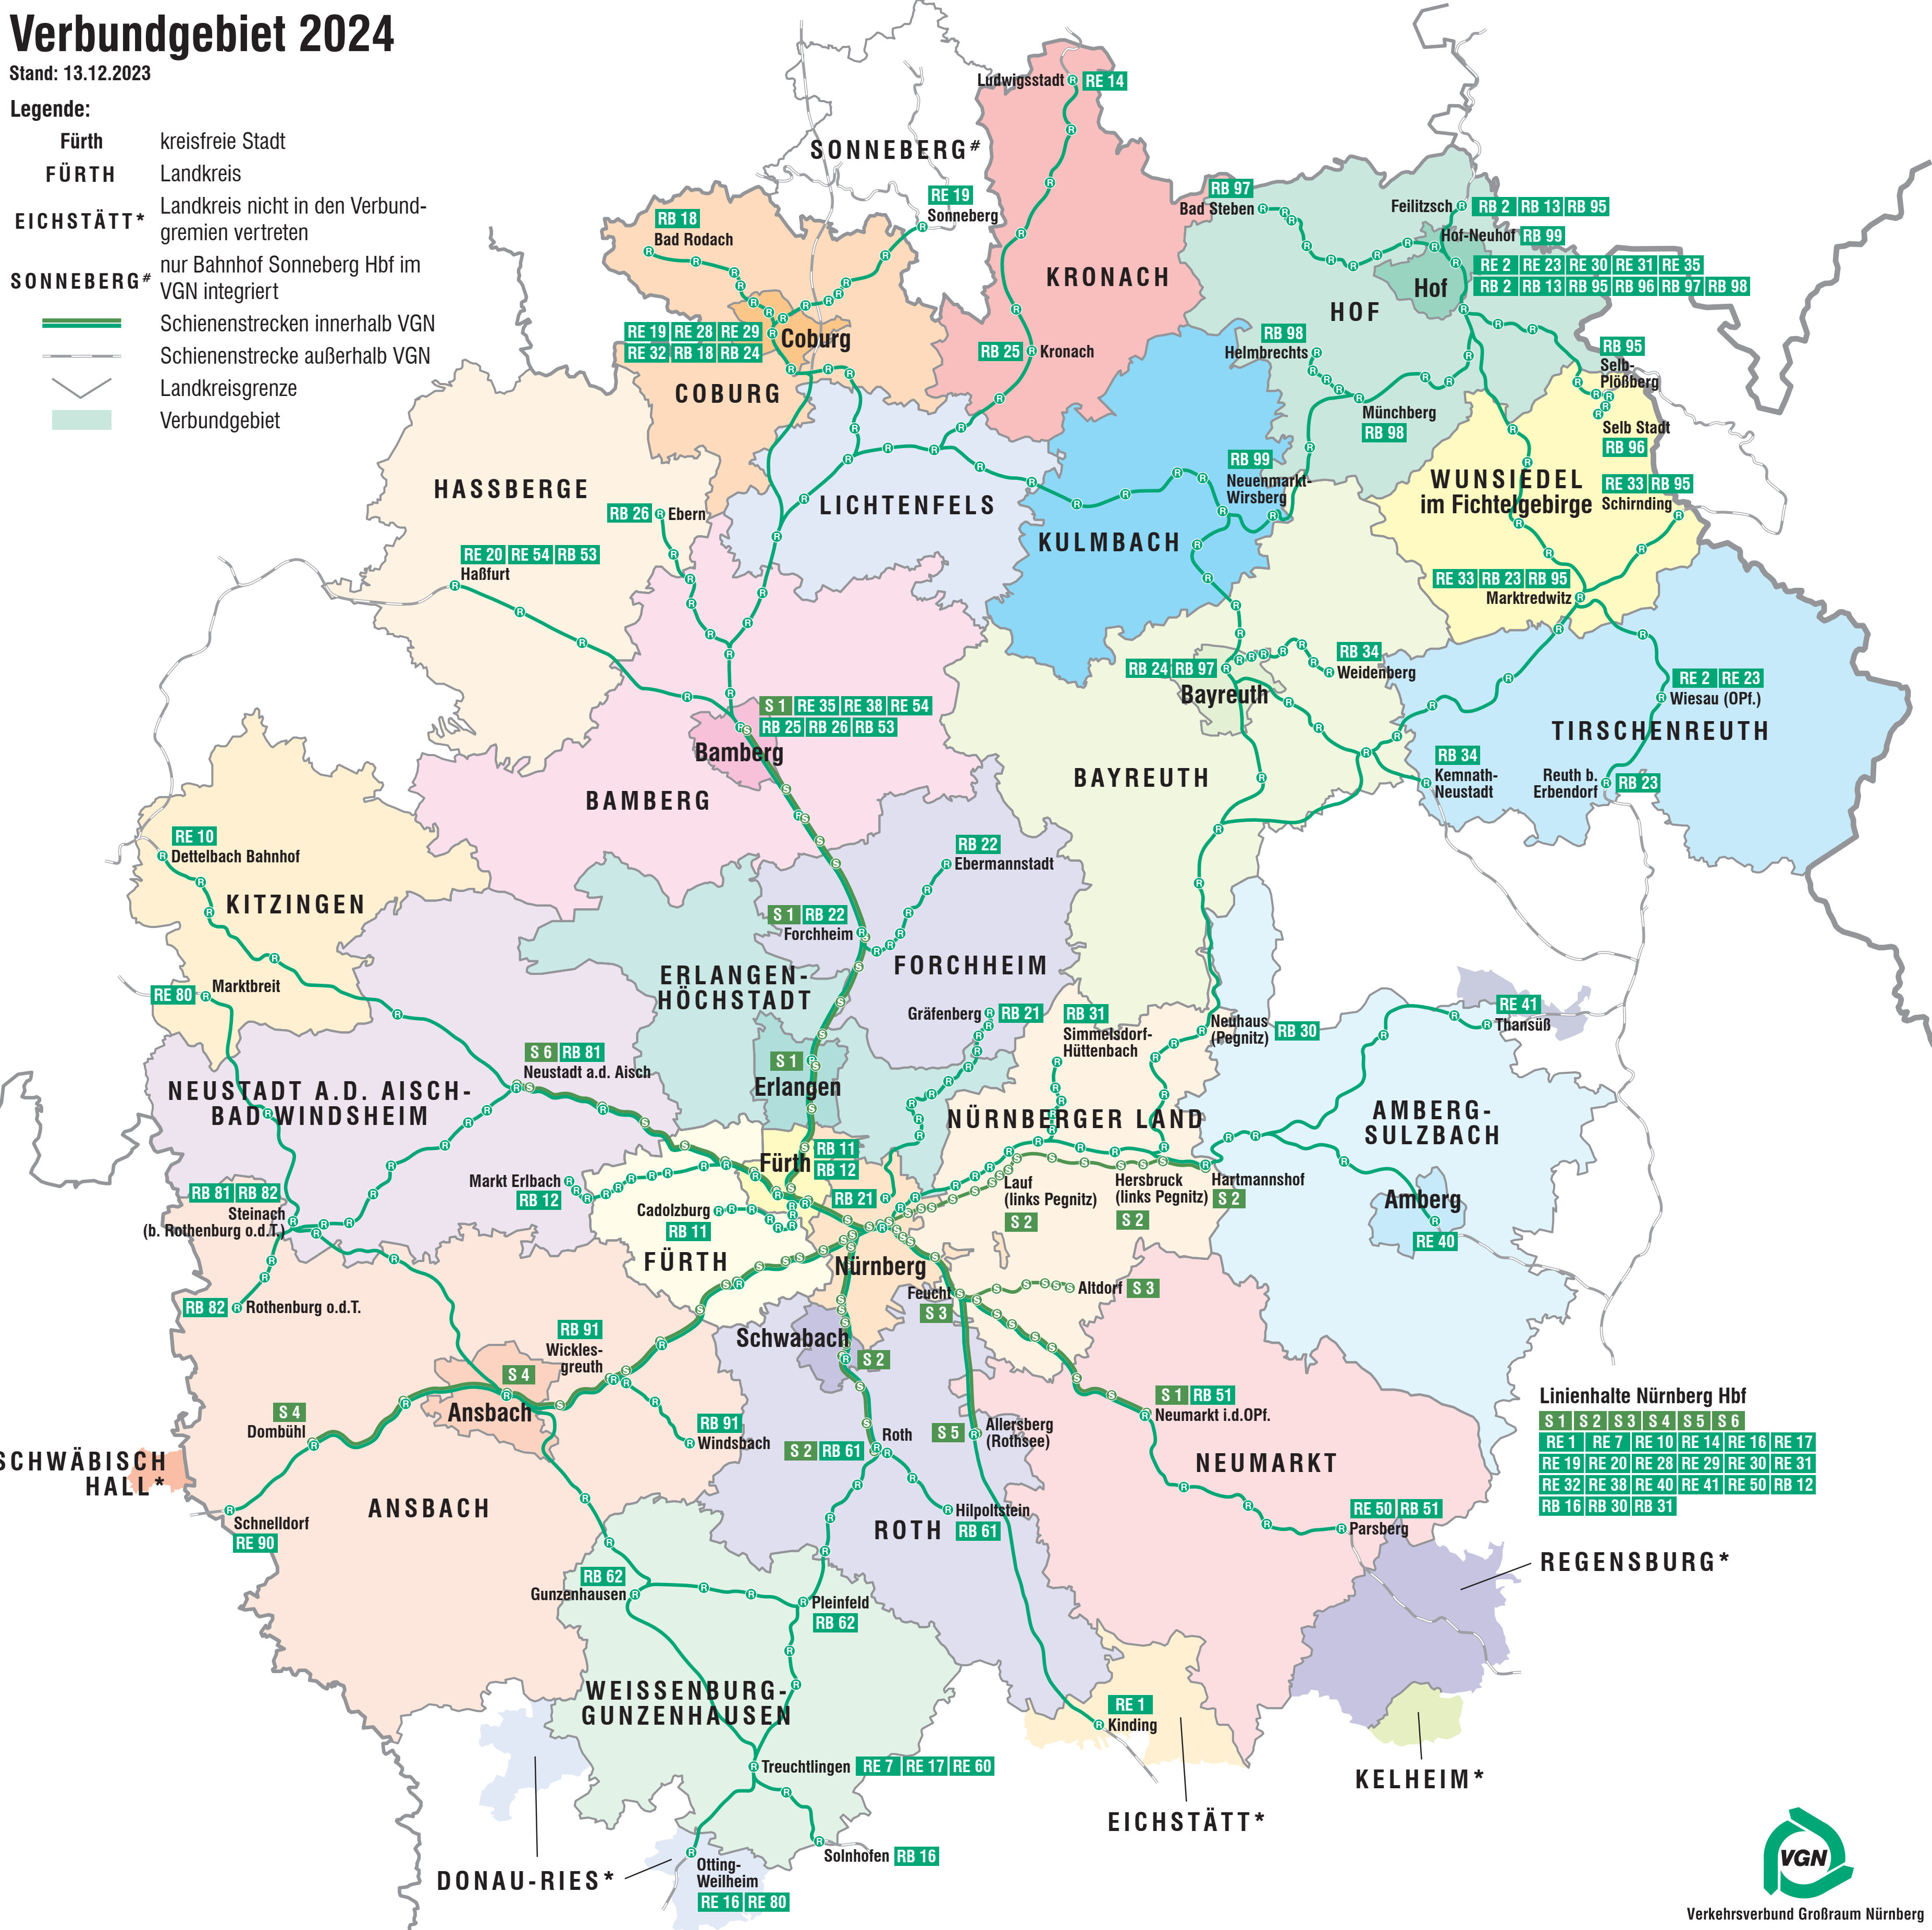 Verbundgebiet 2024
Stand: 13.12.2023
Legende:
Fürth kreisfreie Stadt
FÜRTH Landkreis
EICHSTÄTT* Landkreis nicht in den Verbund-
gremien vertreten
SONNEBERG# nur Bahnhof Sonneberg Hbf im
VGN integriert
Schienenstrecken innerhalb VGN
Schienenstrecke außerhalb VGN
Landkreisgrenze
Verbundgebiet
Ludwigsstadt RE 14
SONNEBERG#
RE 19
Sonneberg
RB 18
Bad Rodach
RE 19 RE 28 RE 29
RE 32 RB 18 RB 24
Coburg
COBURG
KRONACH
RB 25 Kronach
RB 97
Bad Steben
Feilitzsch RB 2 RB 13 RB 95
Hof-Neuhof RB 99
RE 2 RE 23 RE 30 RE 31 RE 35
RB 2 RB 13 RB 95 RB 96 RB 97 RB 98
Hof
HOF
RB 98
Helmbrechts
Münchberg
RB 98
RB 95
Selb-
Plößberg
Selb Stadt
RB 96
WUNSIEDEL
im Fichtelgebirge
RE 33 RB 95
Schirnding
RE 33 RB 23 RB 95
Marktredwitz
HASSBERGE
RB 26 Ebern
RE 20 RE 54 RB 53
Haßfurt
LICHTENFELS
KULMBACH
RB 99
Neuenmarkt-
Wirsberg
RB 24 RB 97
Bayreuth
RB 34
Weidenberg
BAYREUTH
RB 34
Kemnath-
Neustadt
RE 2 RE 23
Wiesau (OPf.)
TIRSCHENREUTH
Reuth b.
Erbendorf
RB 23
S 1 RE 35 RE 38 RE 54
RB 25 RB 26 RB 53
Bamberg
BAMBERG
RE 10
Dettelbach Bahnhof
KITZINGEN
RE 80
Marktbreit
RB 22
Ebermannstadt
S 1 RB 22
Forchheim
FORCHHEIM
ERLANGEN-
HÖCHSTADT
Gräfenberg RB 21
RB 31
Simmelsdorf-
Hüttenbach
Neuhaus
(Pegnitz)
RB 30
RE 41
Thansüß
S 6 RB 81
Neustadt a.d. Aisch
NEUSTADT A.D. AISCH-
BAD WINDSHEIM
S 1
Erlangen
NÜRNBERGER LAND
AMBERG-
SULZBACH
Amberg
RE 40
Markt Erlbach
RB 12
Fürth
RB 11
RB 12
RB 21
Cadolzburg
RB 11
FÜRTH
Lauf
(links Pegnitz)
S 2
Hersbruck
(links Pegnitz)
S 2
Hartmannshof
S 2
RB 81 RB 82
Steinach
(b. Rothenburg o.d.T.)
RB 82 Rothenburg o.d.T.
Nürnberg
Feucht
S 3
Altdorf S 3
Schwabach
S 2
RB 91
Wickles-
greuth
S 4
Ansbach
S 4
Dombühl
RB 91
Windsbach
S 1 RB 51
Neumarkt i.d.OPf.
S 5
Allersberg
(Rothsee)
Roth
S 2 RB 61
Hilpoltstein
RB 61
ROTH
NEUMARKT
RE 50 RB 51
Parsberg
SCHWÄBISCH
HALL*
ANSBACH
Schnelldorf
RE 90
Linienhalte Nürnberg Hbf
S 1 S 2 S 3 S 4 S 5 S 6
RE 1 RE 7 RE 10 RE 14 RE 16 RE 17
RE 19 RE 20 RE 28 RE 29 RE 30 RE 31
RE 32 RE 38 RE 40 RE 41 RE 50 RB 12
RB 16 RB 30 RB 31
REGENSBURG*
RB 62
Gunzenhausen
Pleinfeld
RB 62
WEISSENBURG-
GUNZENHAUSEN
RE 1
Kinding
Treuchtlingen RE 7 RE 17 RE 60
KELHEIM*
EICHSTÄTT*
DONAU-RIES*
Otting-
Weilheim
RE 16 RE 80
Solnhofen RB 16
VGN
Verkehrsverbund Großraum Nürnberg